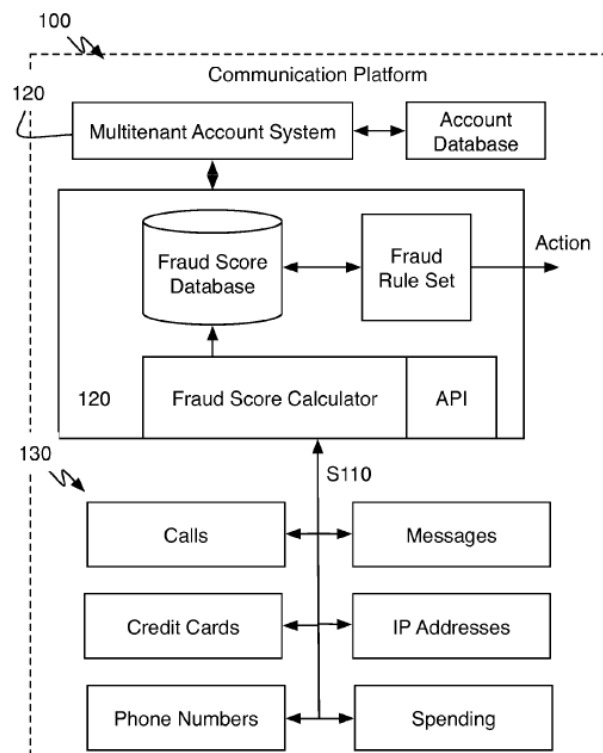 100
Communication Platform
120
Multitenant Account System
Account
Database
Fraud Score
Database
Fraud
Rule Set
Action
120
Fraud Score Calculator
API
130
S110
Calls
Messages
Credit Cards
IP Addresses
Phone Numbers
Spending